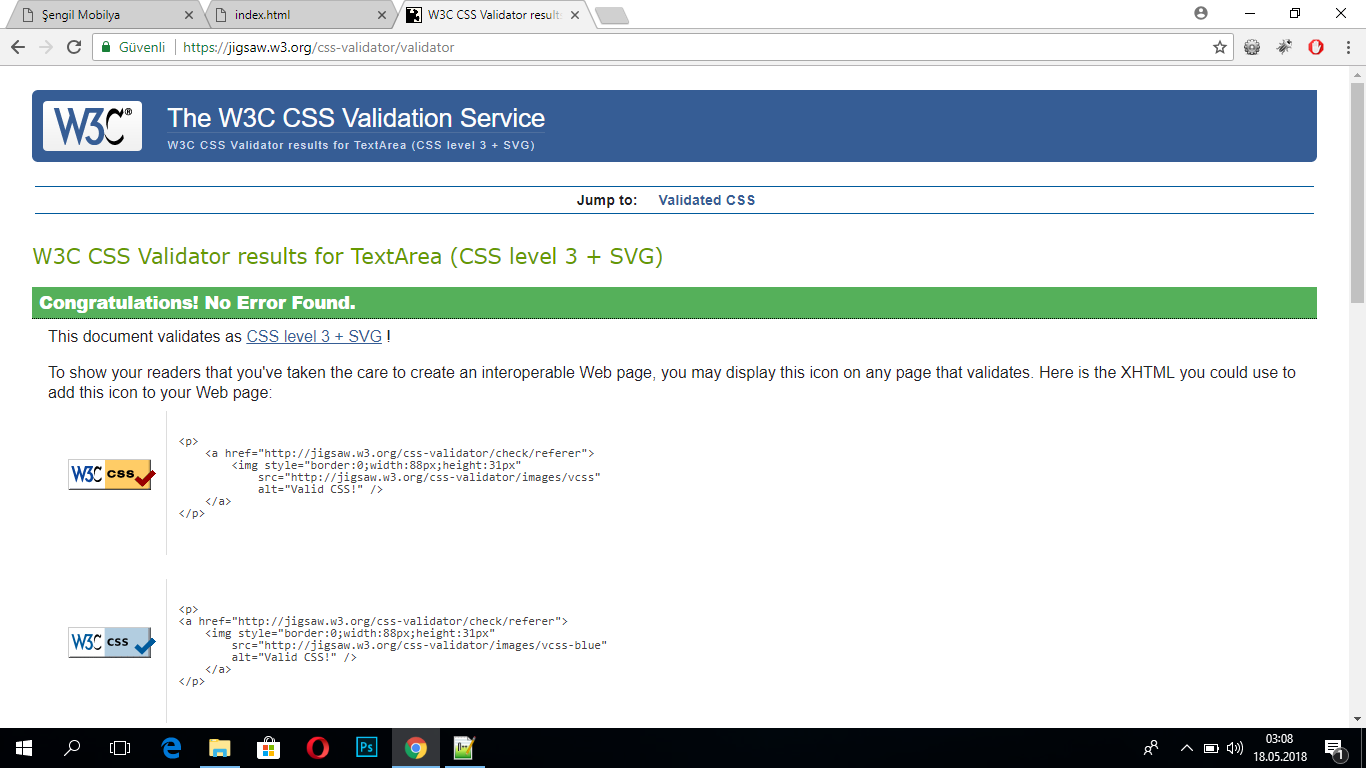 Şengil Mobilya
index.html
W3C CSS Validator results
Güvenli
https://jigsaw.w3.org/css-validator/validator
W3C®
The W3C CSS Validation Service
W3C CSS Validator results for TextArea (CSS level 3 + SVG)
Jump to: Validated CSS
W3C CSS Validator results for TextArea (CSS level 3 + SVG)
Congratulations! No Error Found.
This document validates as CSS level 3 + SVG !
To show your readers that you've taken the care to create an interoperable Web page, you may display this icon on any page that validates. Here is the XHTML you could use to
add this icon to your Web page:
W3C css
<p>
<a href="http://jigsaw.w3.org/css-validator/check/referer">
<img style="border:0;width:88px;height:31px"
src="http://jigsaw.w3.org/css-validator/images/vcss"
alt="Valid CSS!" />
</a>
</p>
W3C css
<p>
<a href="http://jigsaw.w3.org/css-validator/check/referer">
<img style="border:0;width:88px;height:31px"
src="http://jigsaw.w3.org/css-validator/images/vcss-blue"
alt="Valid CSS!" />
</a>
</p>
Ps
03:08
18.05.2018
1